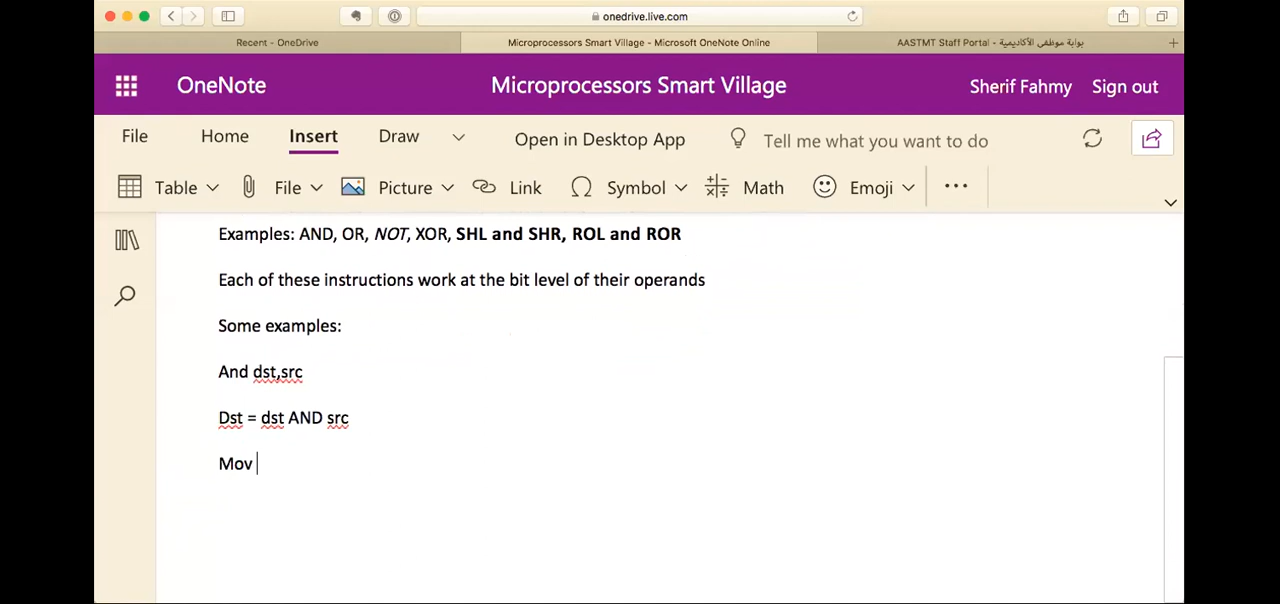 onedrive.live.com
Recent - OneDrive
Microprocessors Smart Village - Microsoft OneNote Online
AASTMT Staff Portal - بوابة موظفى الأكاديمية
OneNote
Microprocessors Smart Village
Sherif Fahmy
Sign out
File
Home
Insert
Draw
Open in Desktop App
Tell me what you want to do
Table
File
Picture
Link
Symbol
Math
Emoji
Examples: AND, OR, NOT, XOR, SHL and SHR, ROL and ROR
Each of these instructions work at the bit level of their operands
Some examples:
And dst,src
Dst = dst AND src
Mov